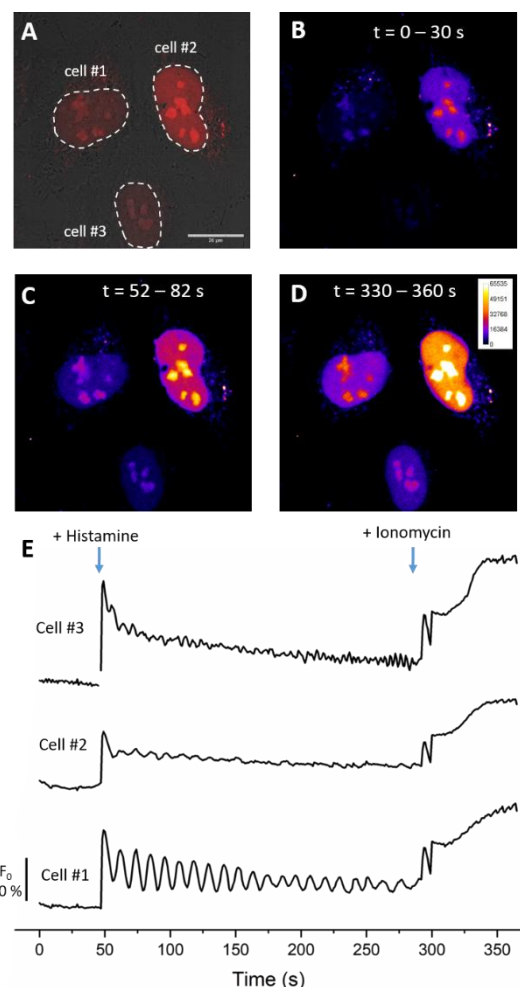 A
cell #1
cell #2
cell #3
B
t = 0 – 30 s
C
t = 52 – 82 s
D
t = 330 – 360 s
65535
49151
32768
16384
0
E
+ Histamine
+ Ionomycin
Cell #3
Cell #2
Cell #1
F₀
0 %
0 50 100 150 200 250 300 350
Time (s)